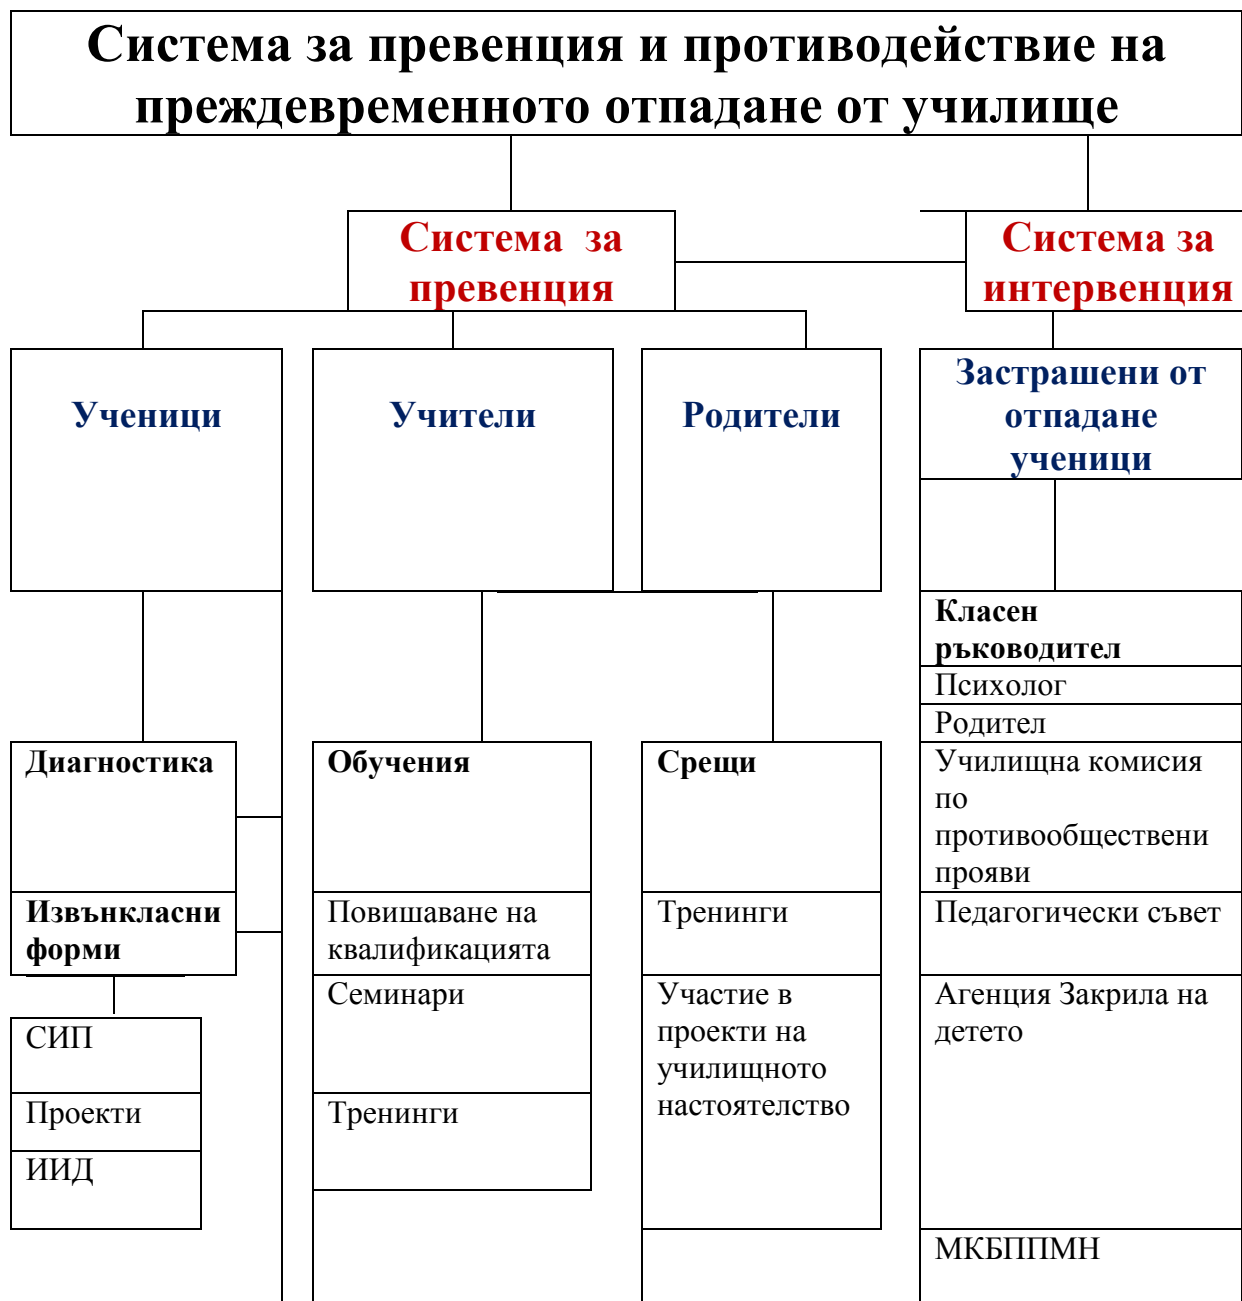 Система за превенция и противодействие на
преждевременното отпадане от училище
Система за
превенция
Система за
интервенция
Ученици
Учители
Родители
Застрашени от
отпадане
ученици
Класен
ръководител
Психолог
Родител
Училищна комисия
по
противообществени
прояви
Педагогически съвет
Агенция Закрила на
детето
МКБППМН
Диагностика
Извънкласни
форми
СИП
Проекти
ИИД
Обучения
Повишаване на
квалификацията
Семинари
Тренинги
Срещи
Тренинги
Участие в
проекти на
училищното
настоятелство